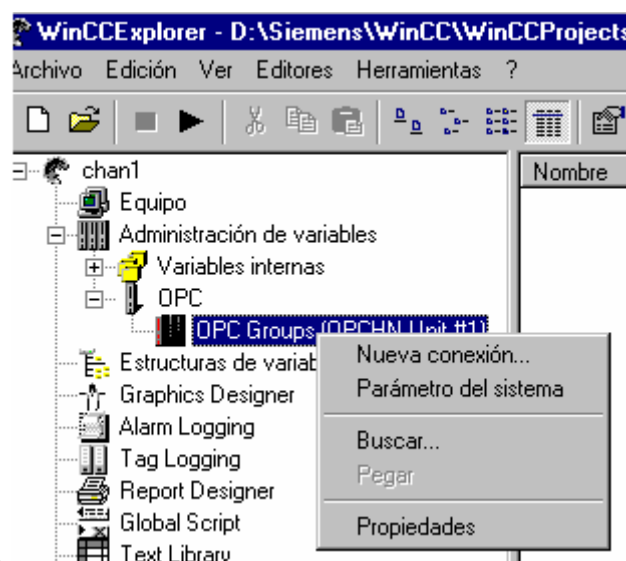 WinCCExplorer - D:\Siemens\WinCC\WinCCProjects
Archivo Edición Ver Editores Herramientas ?
chan1
Nombre
Equipo
Administración de variables
Variables internas
OPC
OPC Groups (OPCHN Unit #1)
Nueva conexión...
Estructuras de variab
Parámetro del sistema
Graphics Designer
Alarm Logging
Buscar...
Tag Logging
Pegar
Report Designer
Global Script
Propiedades
Text Library